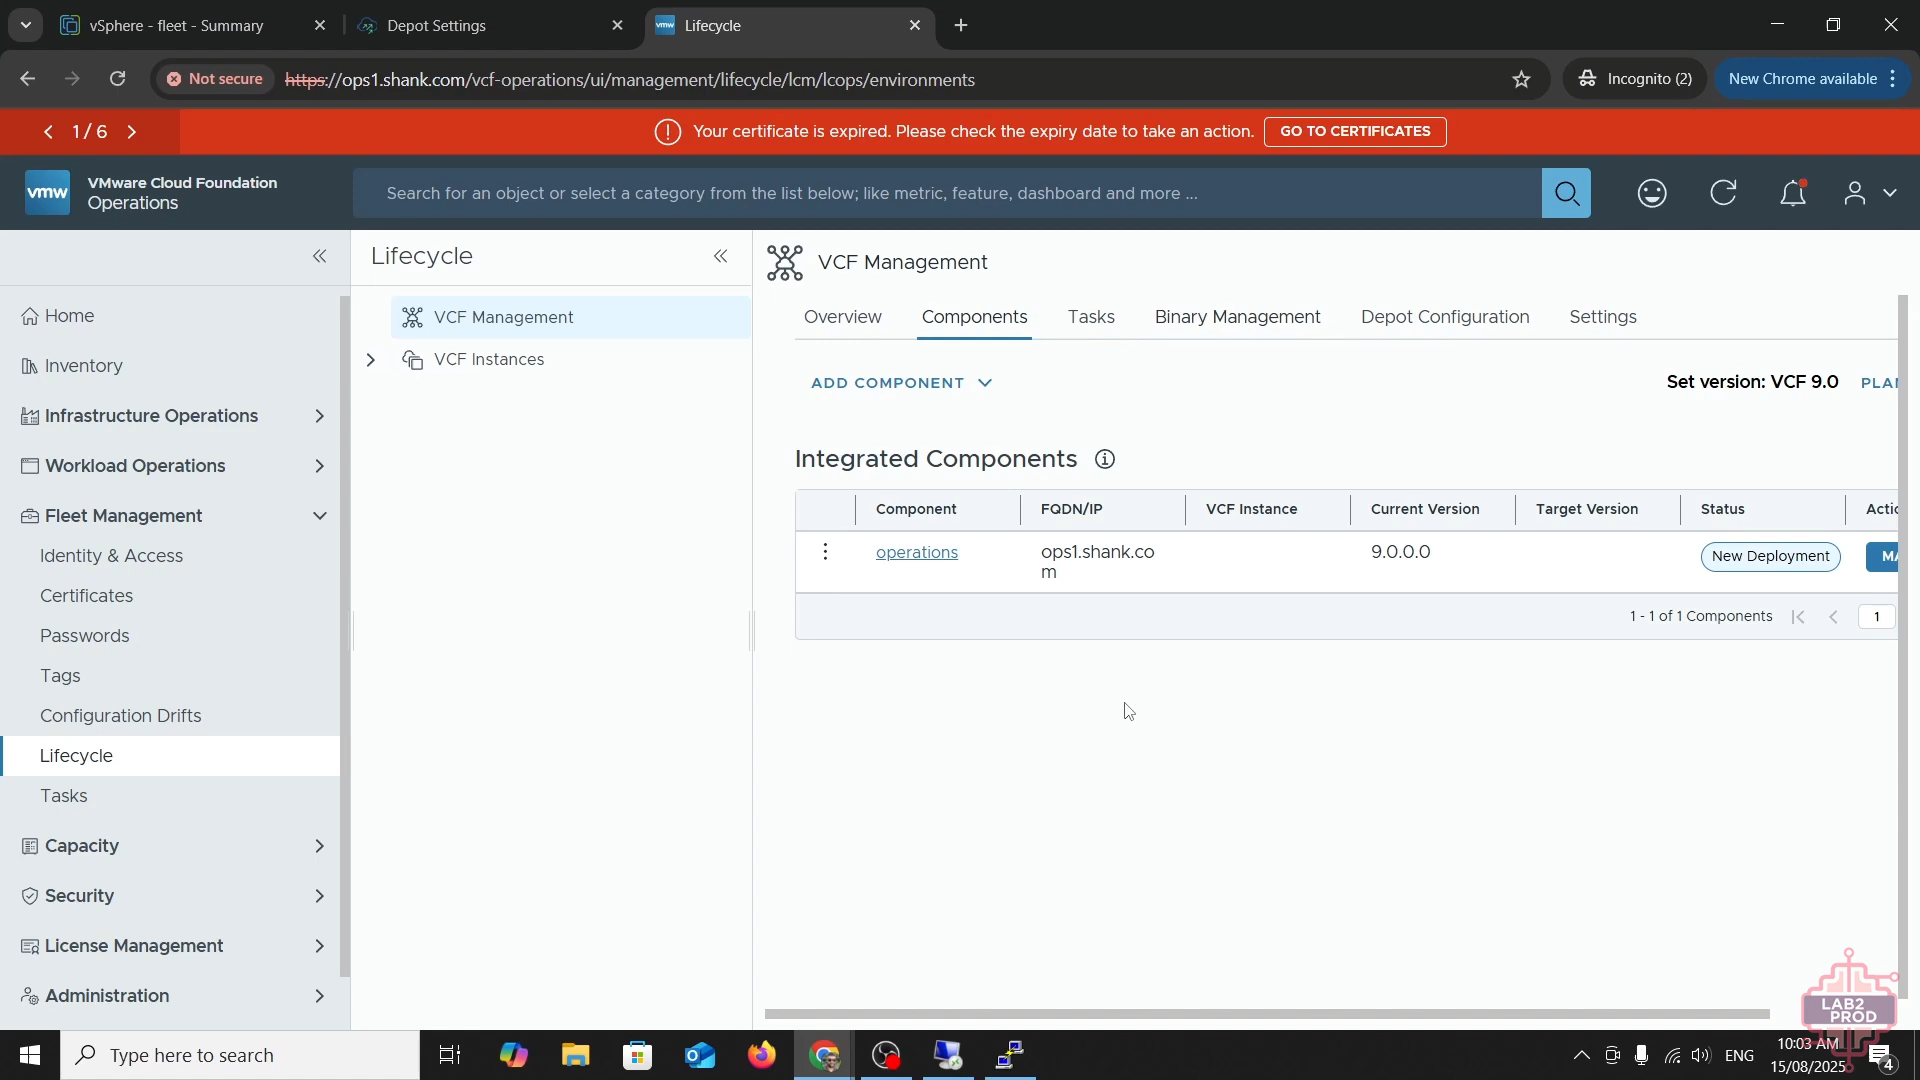 vSphere - fleet - Summary
Depot Settings
Lifecycle
Not secure
https://ops1.shank.com/vcf-operations/ui/management/lifecycle/lcm/lcops/environments
Incognito (2)
New Chrome available
1 / 6
Your certificate is expired. Please check the expiry date to take an action.
GO TO CERTIFICATES
vmw
VMware Cloud Foundation
Operations
Search for an object or select a category from the list below; like metric, feature, dashboard and more ...
Home
Inventory
Infrastructure Operations
Workload Operations
Fleet Management
Identity & Access
Certificates
Passwords
Tags
Configuration Drifts
Lifecycle
Tasks
Capacity
Security
License Management
Administration
Lifecycle
VCF Management
VCF Instances
VCF Management
Overview
Components
Tasks
Binary Management
Depot Configuration
Settings
ADD COMPONENT
Set version: VCF 9.0
PLAN
Integrated Components
Component
FQDN/IP
VCF Instance
Current Version
Target Version
Status
Actic
operations
ops1.shank.co
m
9.0.0.0
New Deployment
MA
1 - 1 of 1 Components
1
LAB2
PROD
Type here to search
ENG
10:03 AM
15/08/2025
4